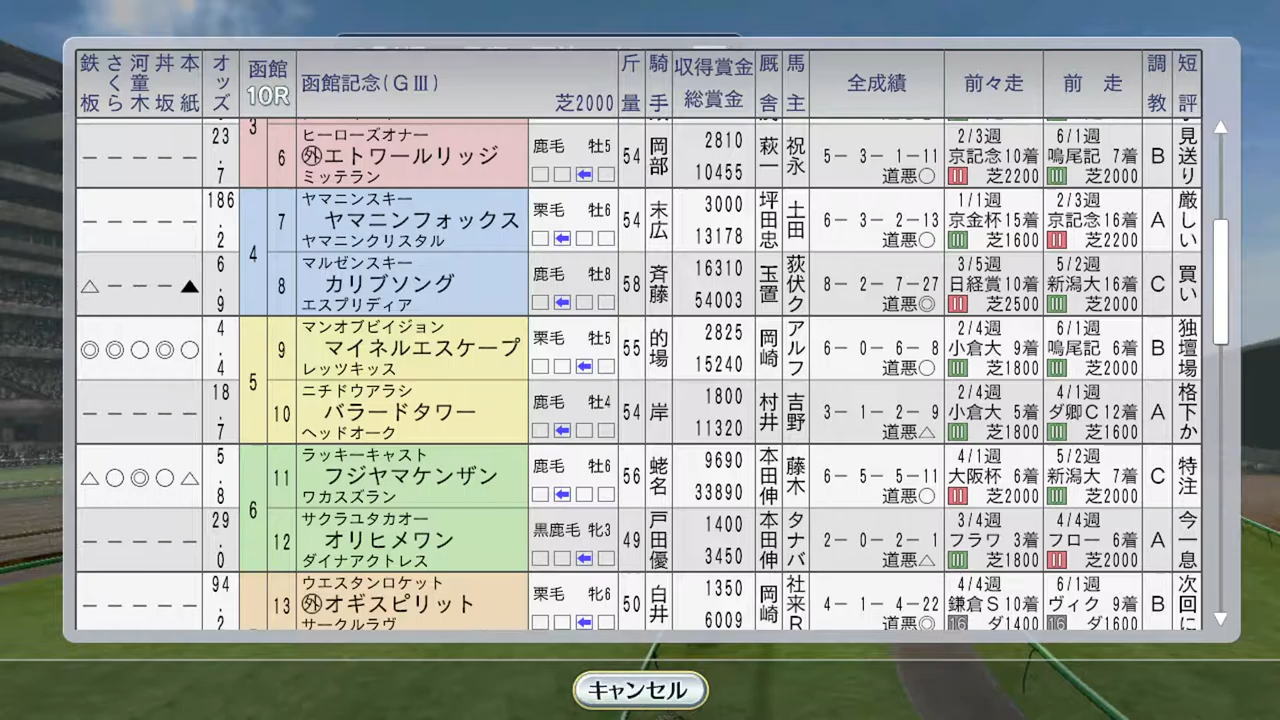 鉄板 さくら 河童木 丼坂 本紙 オッズ 函館 10R 函館記念(GⅢ) 芝2000 斤量 騎手 収得賞金 総賞金 厩舎 馬主 全成績 前々走 前 走 調教 短評
3
－ － － － － 23.7 6 ヒーローズオナー 鹿毛 牡5 54 岡部 2810 萩一 祝永 5－ 3－ 1－11 2/3週 6/1週 B 見送り
外エトワールリッジ 京記念10着 鳴尾記 7着
ミッテラン 10455 道悪○ Ⅱ 芝2200 Ⅲ 芝2000
－ － － － － 186.2 4 7 ヤマニンスキー 栗毛 牡6 54 末広 3000 坪田忠 土田 6－ 3－ 2－13 1/1週 2/3週 A 厳しい
ヤマニンフォックス 京金杯15着 京記念16着
ヤマニンクリスタル 13178 道悪○ Ⅲ 芝1600 Ⅱ 芝2200
△ － － － ▲ 6.9 8 マルゼンスキー 鹿毛 牡8 58 斉藤 16310 玉置 荻伏ク 8－ 2－ 7－27 3/5週 5/2週 C 買い
カリブソング 日経賞10着 新潟大16着
エスプリディア 54003 道悪◎ Ⅱ 芝2500 Ⅲ 芝2000
◎ ◎ ○ ◎ ○ 4.4 5 9 マンオブビイジョン 栗毛 牡5 55 的場 2825 岡崎 アルフ 6－ 0－ 6－ 8 2/4週 6/1週 B 独壇場
マイネルエスケープ 小倉大 9着 鳴尾記 6着
レッツキッス 15240 道悪○ Ⅲ 芝1800 Ⅲ 芝2000
－ － － － － 18.7 10 ニチドウアラシ 鹿毛 牡4 54 岸 1800 村井 吉野 3－ 1－ 2－ 9 2/4週 4/1週 A 格下か
バラードタワー 小倉大 5着 ダ卿C12着
ヘッドオーク 11320 道悪△ Ⅲ 芝1800 Ⅲ 芝1600
△ ○ ◎ ○ △ 5.8 6 11 ラッキーキャスト 鹿毛 牡6 56 蛯名 9690 本田伸 藤木 6－ 5－ 5－11 4/1週 5/2週 C 特注
フジヤマケンザン 大阪杯 6着 新潟大 7着
ワカスズラン 33890 道悪○ Ⅱ 芝2000 Ⅲ 芝2000
－ － － － － 29.0 12 サクラユタカオー 黒鹿毛 牝3 49 戸田優 1400 本田伸 タナバ 2－ 0－ 2－ 1 3/4週 4/4週 A 今一息
オリヒメワン フラワ 3着 フロー 6着
ダイナアクトレス 3450 道悪△ Ⅲ 芝1800 Ⅱ 芝2000
－ － － － － 94.2 13 ウエスタンロケット 栗毛 牝6 50 白井 1350 岡崎 社来R 4－ 1－ 4－22 4/4週 6/1週 B 次回に
外オギスピリット 鎌倉S10着 ヴィク 9着
サークルラヴ 6009 道悪◎ 16 ダ1400 16 ダ1600
キャンセル